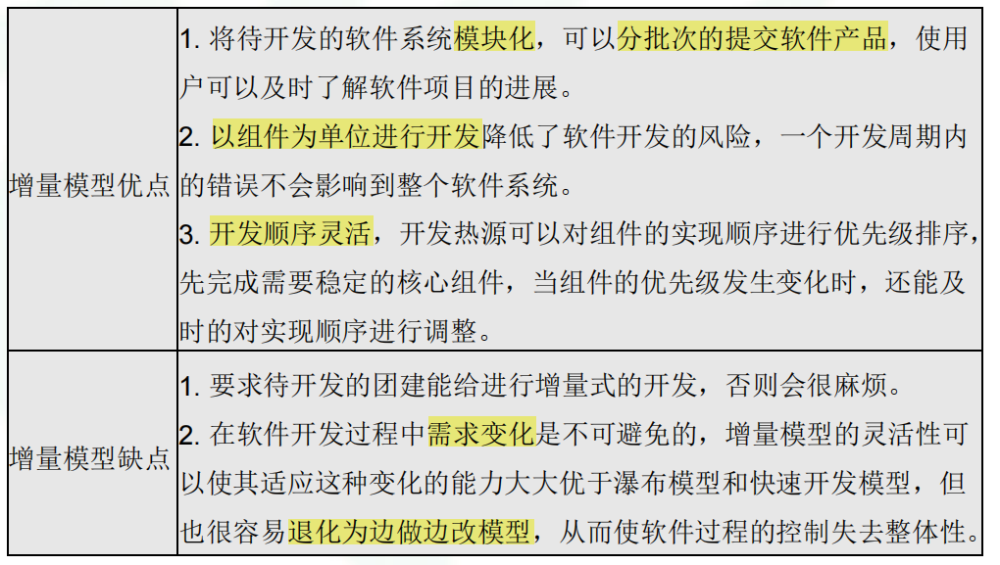 增量模型优点
1. 将待开发的软件系统模块化，可以分批次的提交软件产品，使用
户可以及时了解软件项目的进展。
2. 以组件为单位进行开发降低了软件开发的风险，一个开发周期内
的错误不会影响到整个软件系统。
3. 开发顺序灵活，开发热源可以对组件的实现顺序进行优先级排序，
先完成需要稳定的核心组件，当组件的优先级发生变化时，还能及
时的对实现顺序进行调整。
增量模型缺点
1. 要求待开发的团建能给进行增量式的开发，否则会很麻烦。
2. 在软件开发过程中需求变化是不可避免的，增量模型的灵活性可
以使其适应这种变化的能力大大优于瀑布模型和快速开发模型，但
也很容易退化为边做边改模型，从而使软件过程的控制失去整体性。